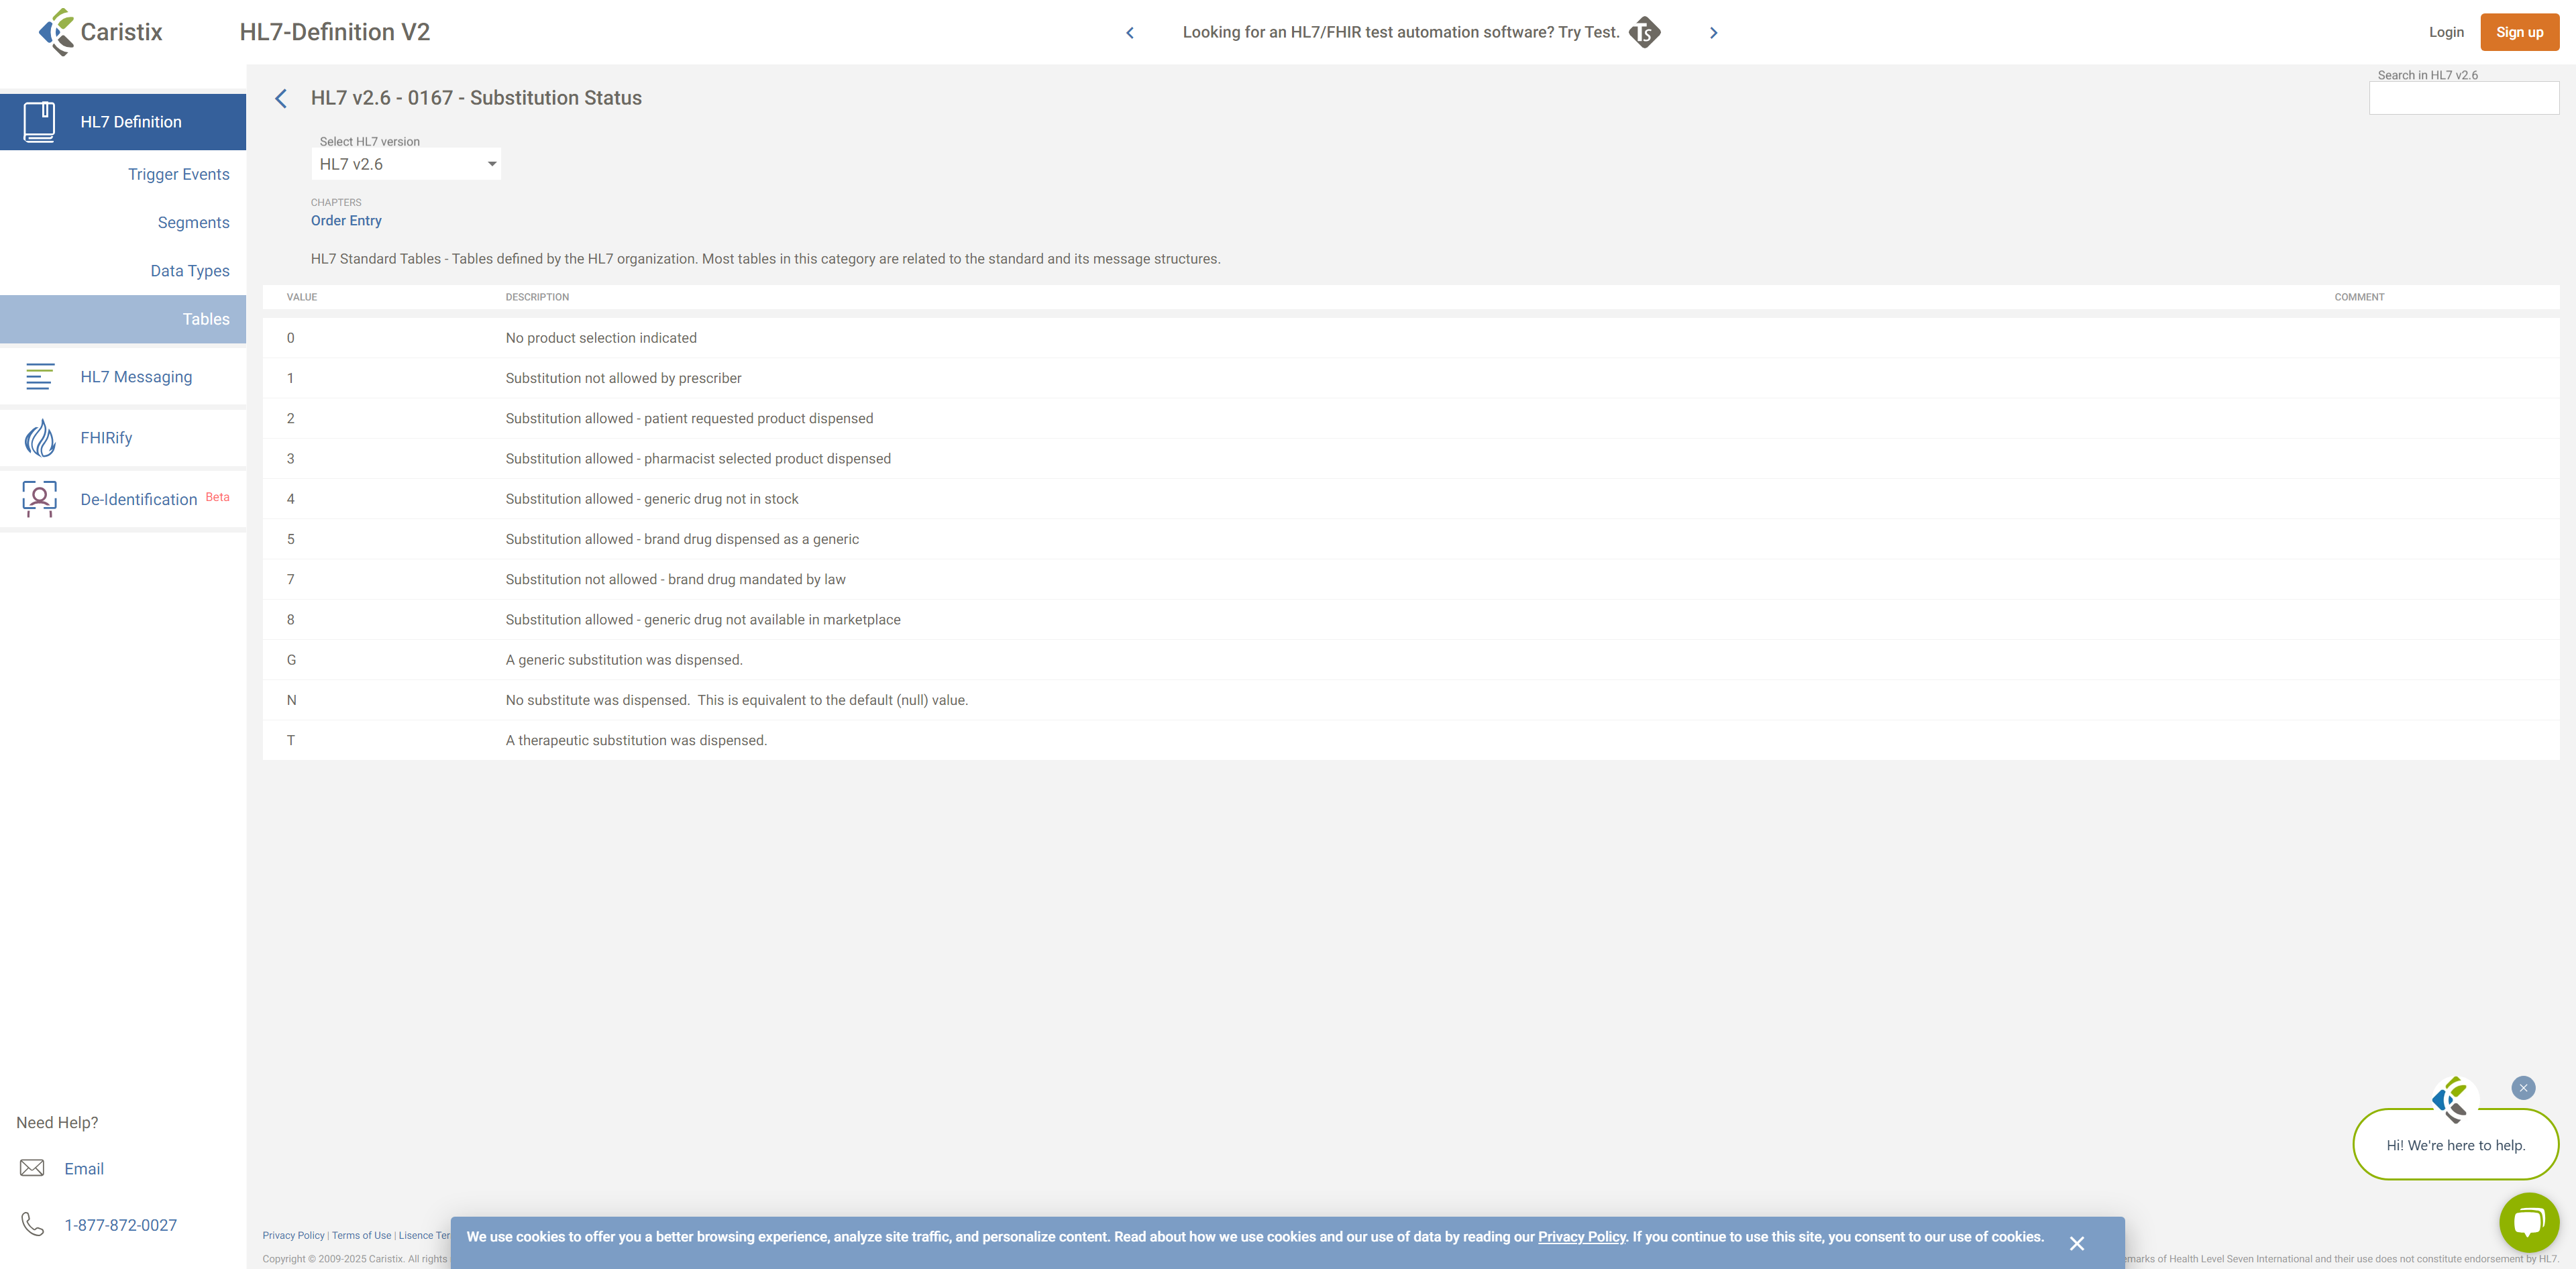 Caristix
HL7-Definition V2
Looking for an HL7/FHIR test automation software? Try Test.
Ts
Login
Sign up
HL7 Definition
Trigger Events
Segments
Data Types
Tables
HL7 Messaging
FHIRify
De-Identification Beta
Need Help?
Email
1-877-872-0027
HL7 v2.6 - 0167 - Substitution Status
Search in HL7 v2.6
Select HL7 version
HL7 v2.6
CHAPTERS
Order Entry
HL7 Standard Tables - Tables defined by the HL7 organization. Most tables in this category are related to the standard and its message structures.
VALUE DESCRIPTION COMMENT
0 No product selection indicated
1 Substitution not allowed by prescriber
2 Substitution allowed - patient requested product dispensed
3 Substitution allowed - pharmacist selected product dispensed
4 Substitution allowed - generic drug not in stock
5 Substitution allowed - brand drug dispensed as a generic
7 Substitution not allowed - brand drug mandated by law
8 Substitution allowed - generic drug not available in marketplace
G A generic substitution was dispensed.
N No substitute was dispensed.  This is equivalent to the default (null) value.
T A therapeutic substitution was dispensed.
Hi! We're here to help.
Privacy Policy | Terms of Use | Lisence Ter
We use cookies to offer you a better browsing experience, analyze site traffic, and personalize content. Read about how we use cookies and our use of data by reading our Privacy Policy. If you continue to use this site, you consent to our use of cookies.
Copyright © 2009-2025 Caristix. All rights
emarks of Health Level Seven International and their use does not constitute endorsement by HL7.